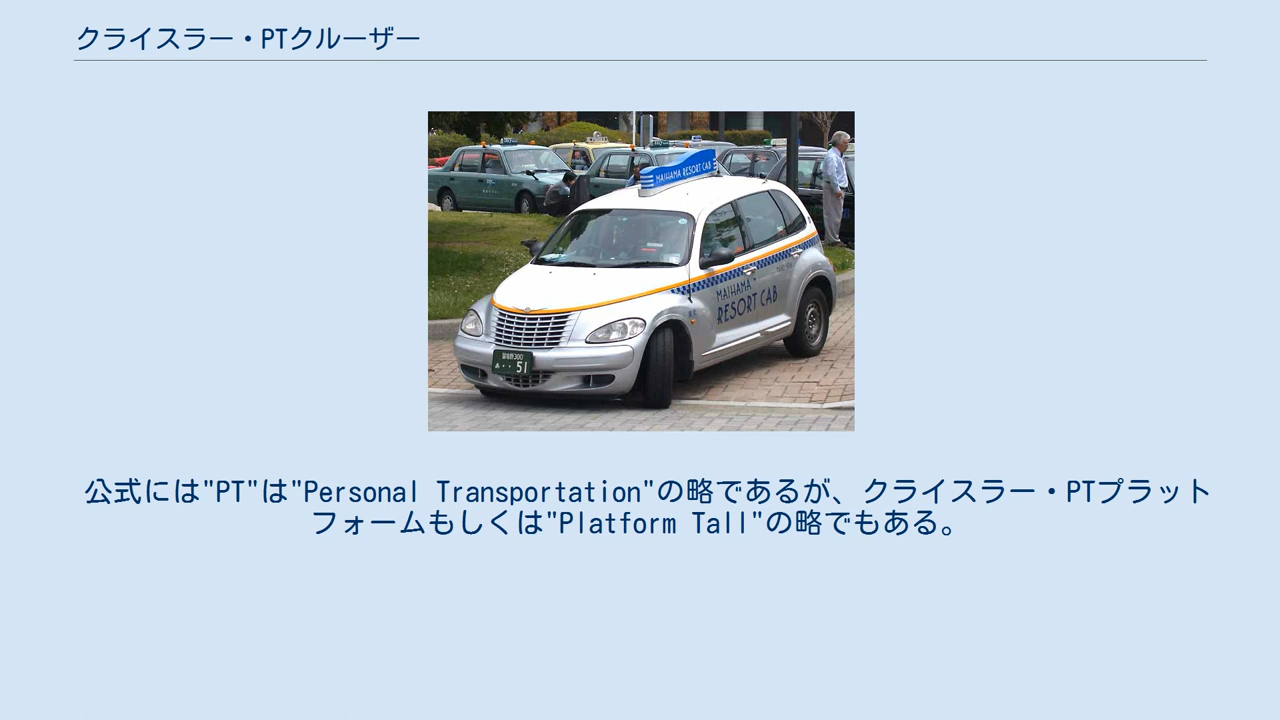 クライスラー・PTクルーザー
MAIHAMA RESORT CAB
MAIHAMA
RESORT CAB
51
公式には"PT"は"Personal Transportation"の略であるが、クライスラー・PTプラット
フォームもしくは"Platform Tall"の略でもある。